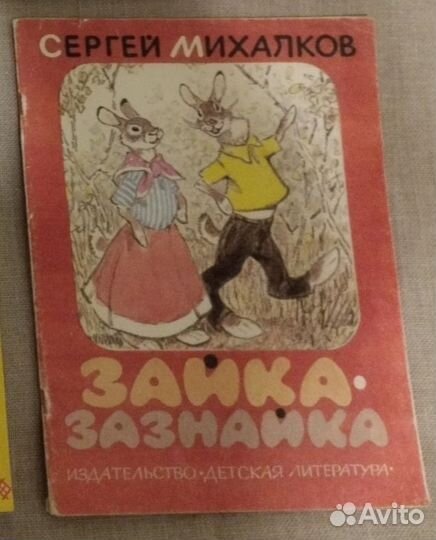 СЕРГЕЙ МИХАЛКОВ
ЗАЙКА-
ЗАЗНАЙКА
ИЗДАТЕЛЬСТВО·ДЕТСКАЯ ЛИТЕРАТУРА·
Avito